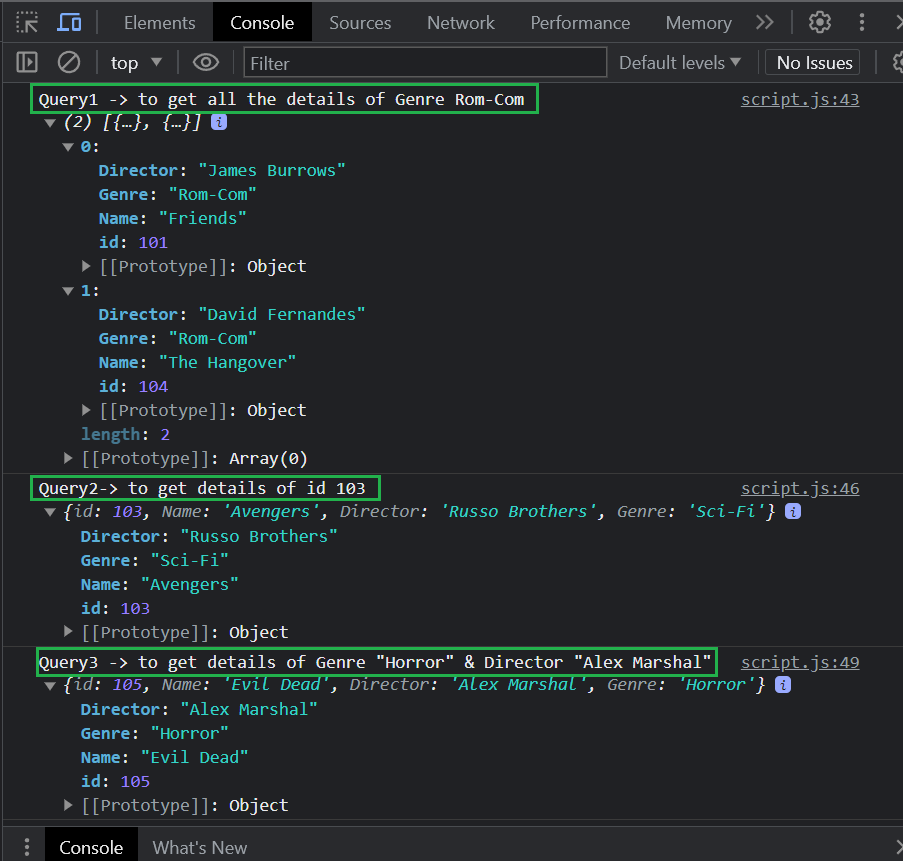 Elements Console Sources Network Performance Memory
top Filter Default levels No Issues
Query1 -> to get all the details of Genre Rom-Com script.js:43
(2) [{…}, {…}] i
0:
Director: "James Burrows"
Genre: "Rom-Com"
Name: "Friends"
id: 101
[[Prototype]]: Object
1:
Director: "David Fernandes"
Genre: "Rom-Com"
Name: "The Hangover"
id: 104
[[Prototype]]: Object
length: 2
[[Prototype]]: Array(0)
Query2-> to get details of id 103 script.js:46
{id: 103, Name: 'Avengers', Director: 'Russo Brothers', Genre: 'Sci-Fi'} i
Director: "Russo Brothers"
Genre: "Sci-Fi"
Name: "Avengers"
id: 103
[[Prototype]]: Object
Query3 -> to get details of Genre "Horror" & Director "Alex Marshal" script.js:49
{id: 105, Name: 'Evil Dead', Director: 'Alex Marshal', Genre: 'Horror'} i
Director: "Alex Marshal"
Genre: "Horror"
Name: "Evil Dead"
id: 105
[[Prototype]]: Object
Console What's New